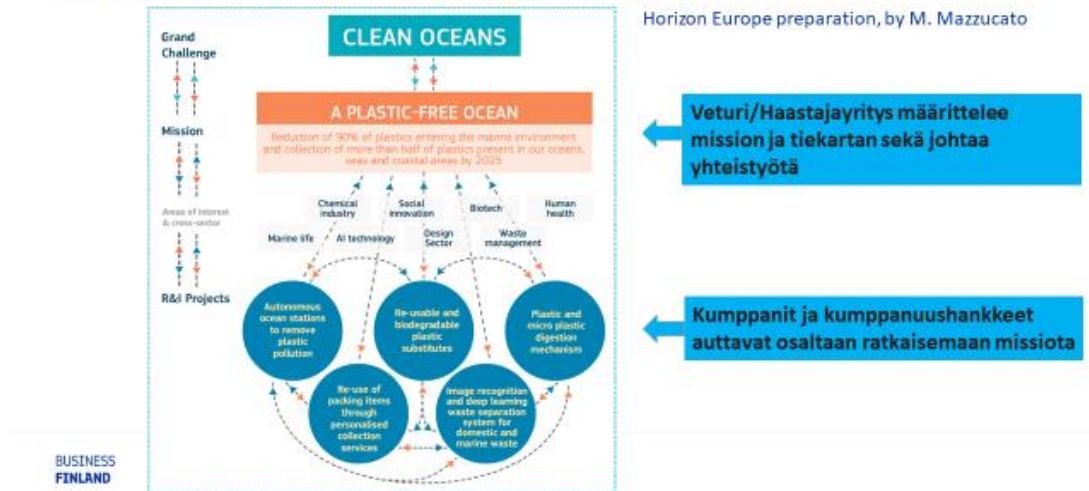 Horizon Europe preparation, by M. Mazzucato
Grand
Challenge
CLEAN OCEANS
Mission
A PLASTIC-FREE OCEAN
Reduction of 90% of plastics entering the marine environment
and collection of more than half of plastics present in our oceans,
seas and coastal areas by 2025
Veturi/Haastajayritys määrittelee
mission ja tiekartan sekä johtaa
yhteistyötä
Areas of interest
& cross-sector
Chemical
industry
Social
innovation
Biotech
Human
health
Marine life
AI technology
Design
Sector
Waste
management
R&I Projects
Autonomous
ocean stations
to remove
plastic
pollution
Re-usable and
biodegradable
plastic
substitutes
Plastic and
micro plastic
digestion
mechanism
Kumppanit ja kumppanuushankkeet
auttavat osaltaan ratkaisemaan missiota
Re-use of
packing items
through
personalised
collection
services
Image recognition
and deep learning
waste separation
system for
domestic and
marine waste
BUSINESS
FINLAND